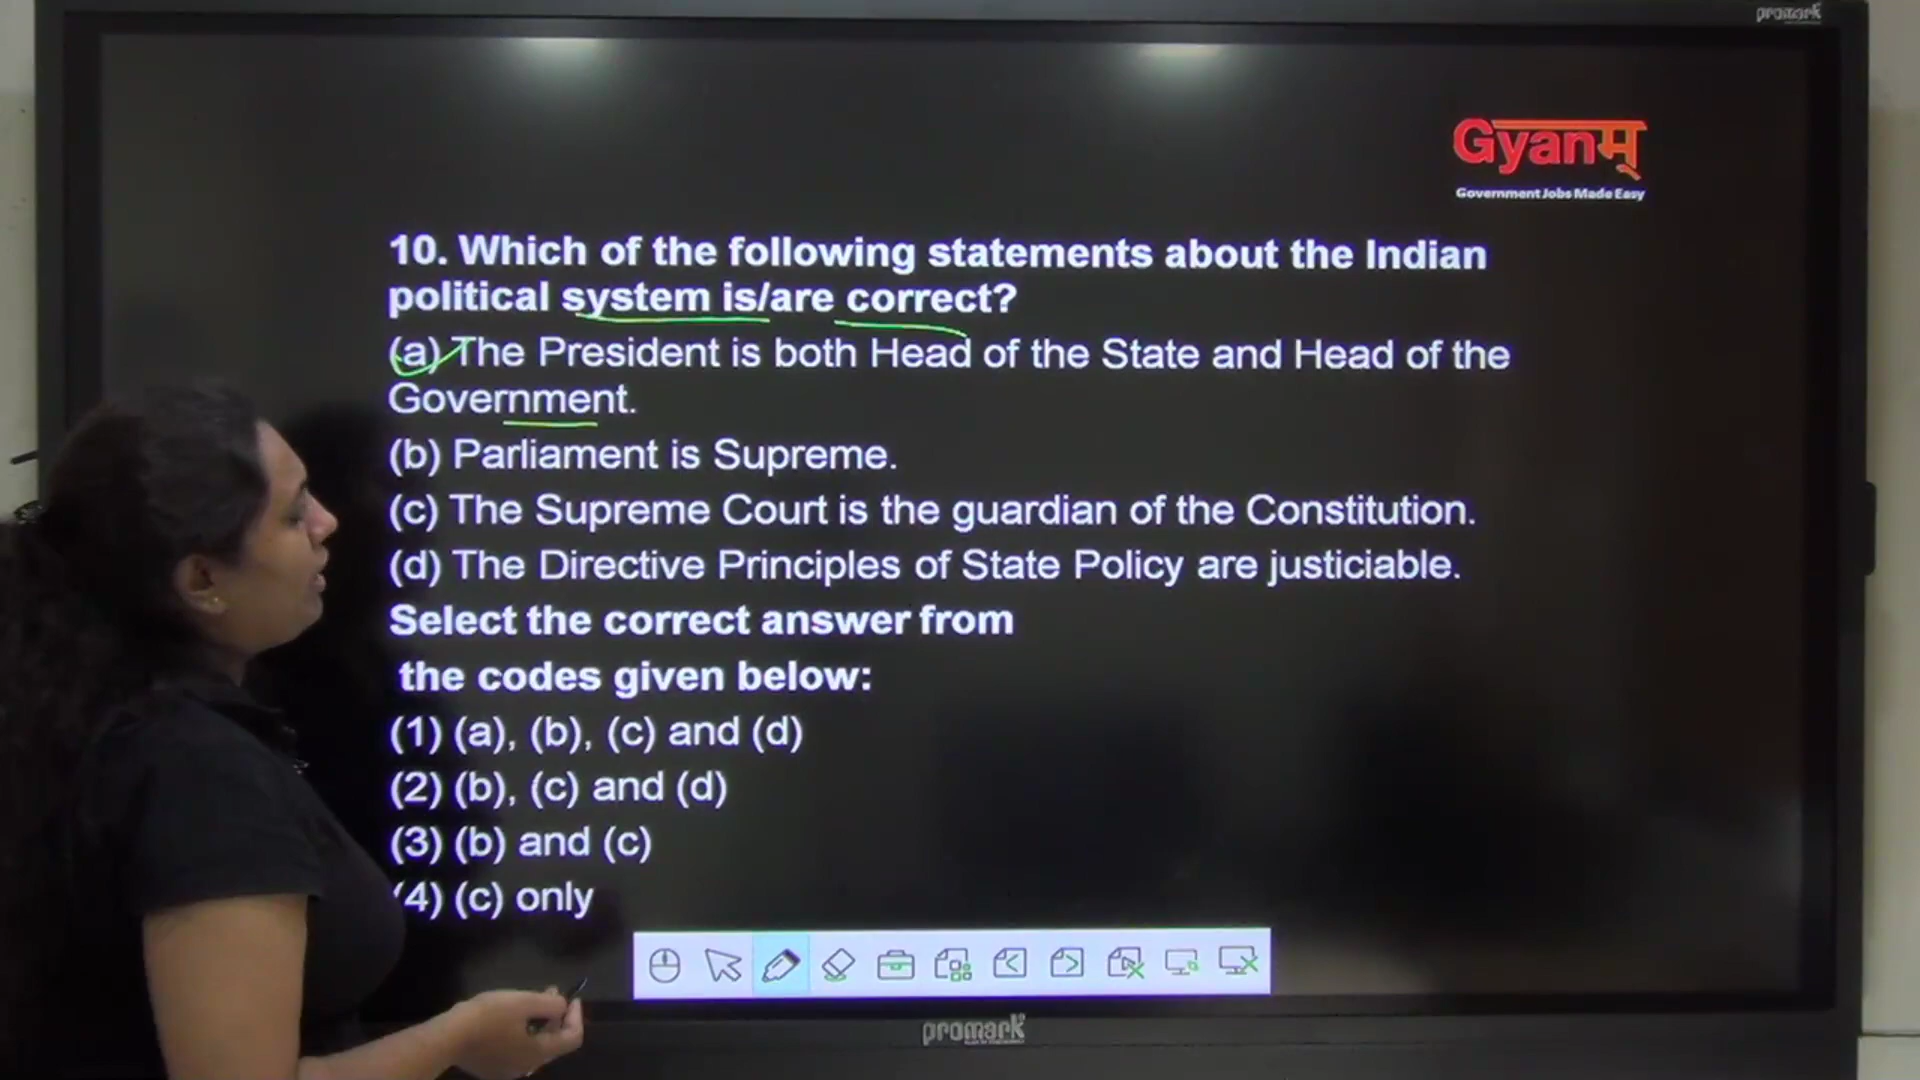 promark
Gyanम्
Government Jobs Made Easy
10. Which of the following statements about the Indian
political system is/are correct?
(a) The President is both Head of the State and Head of the
Government.
(b) Parliament is Supreme.
(c) The Supreme Court is the guardian of the Constitution.
(d) The Directive Principles of State Policy are justiciable.
Select the correct answer from
the codes given below:
(1) (a), (b), (c) and (d)
(2) (b), (c) and (d)
(3) (b) and (c)
(4) (c) only
promark